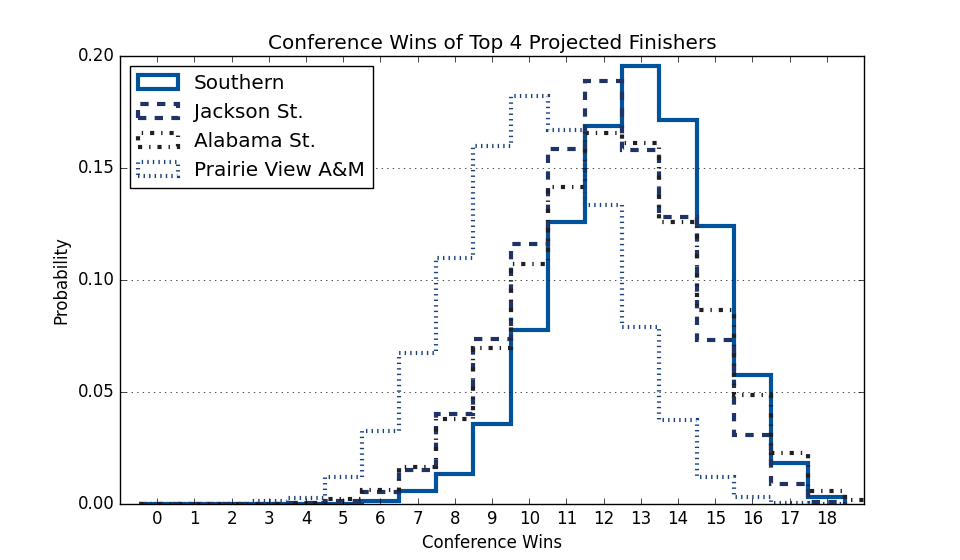 Conference Wins of Top 4 Projected Finishers
Southern
Jackson St.
Alabama St.
Prairie View A&M
Probability
0.20
0.15
0.10
0.05
0.00
0 1 2 3 4 5 6 7 8 9 10 11 12 13 14 15 16 17 18
Conference Wins